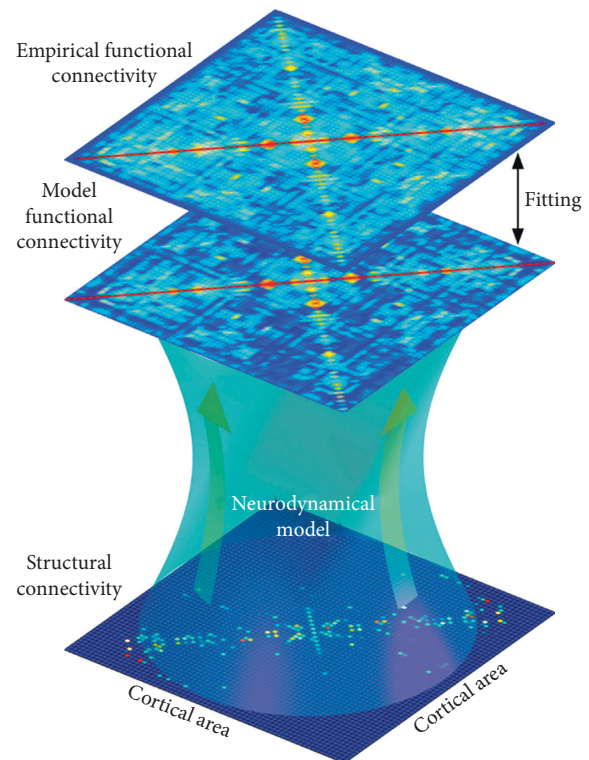 Empirical functional
connectivity
Model
functional
connectivity
Fitting
Neurodynamical
model
Structural
connectivity
Cortical area
Cortical area